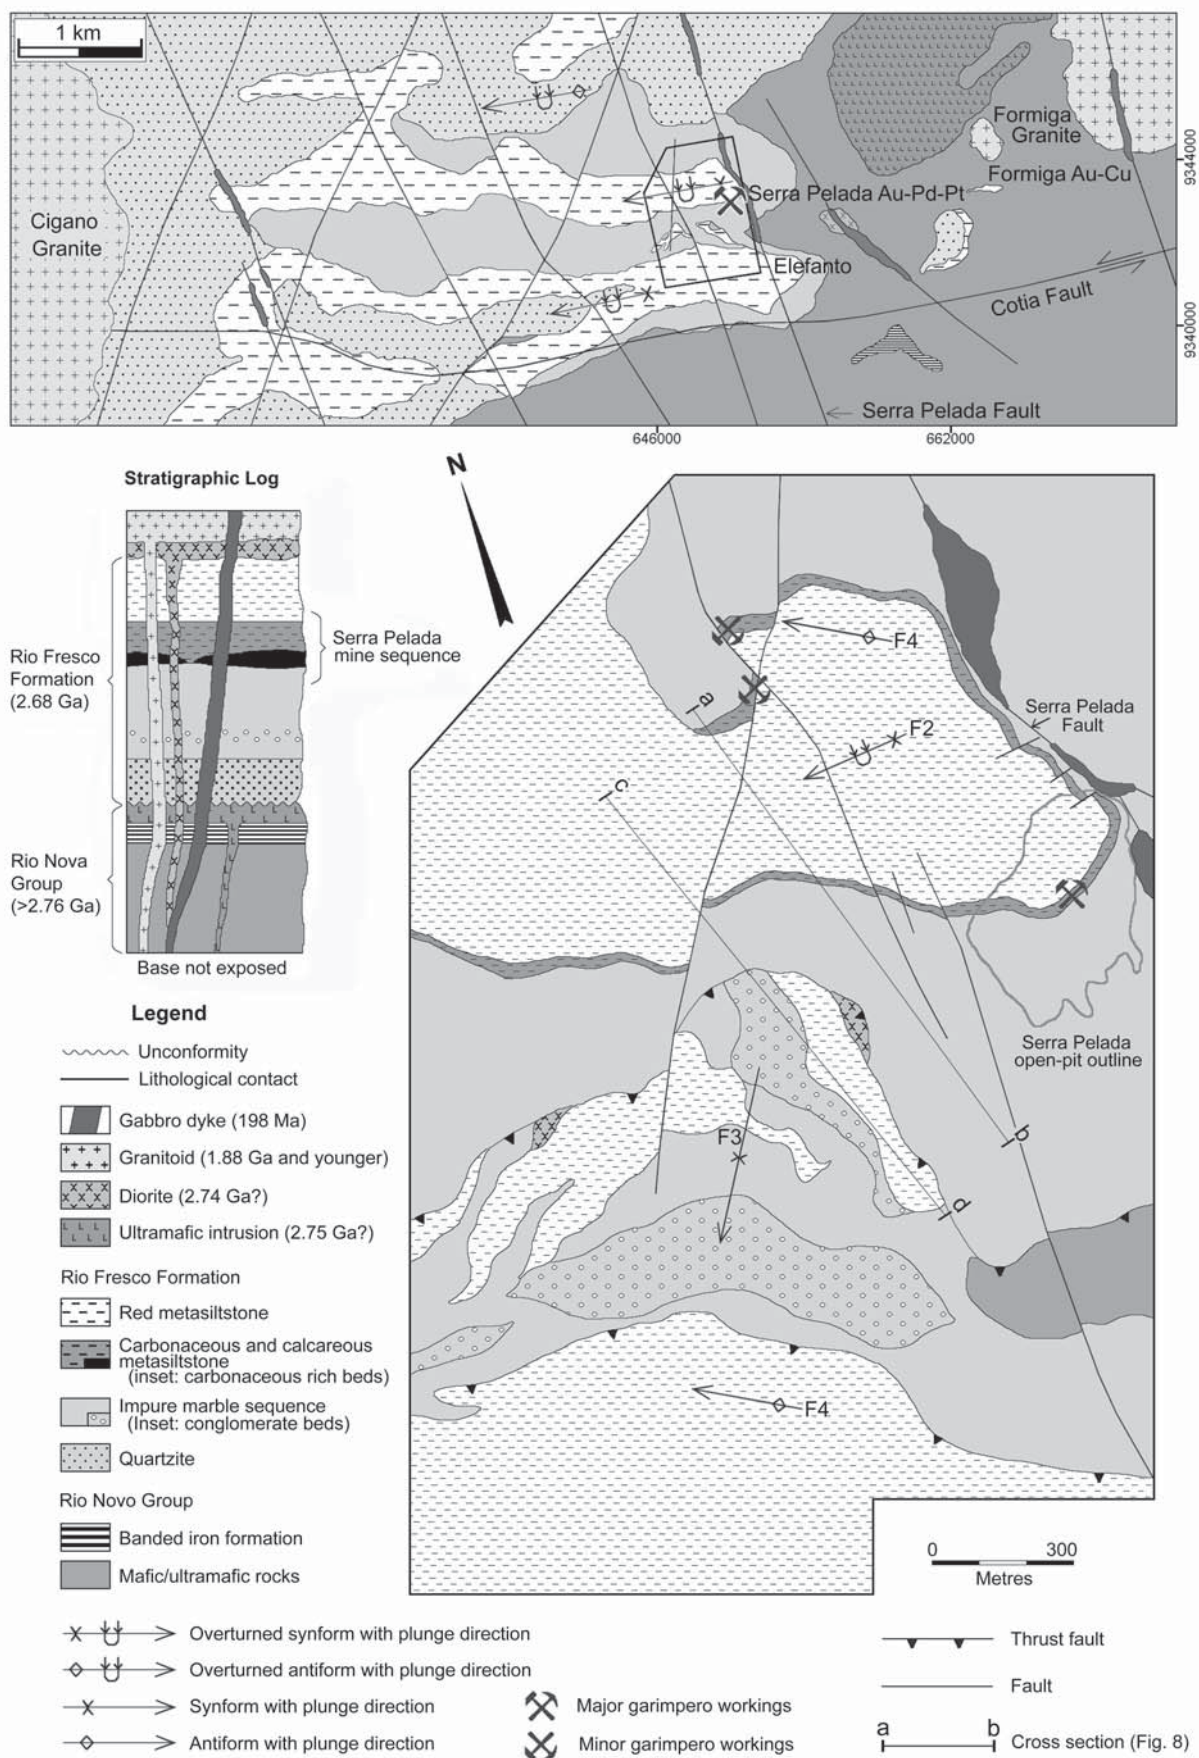 1 km
Cigano
Granite
Formiga
Granite
Formiga Au-Cu
Serra Pelada Au-Pd-Pt
Elefanto
Cotia Fault
Serra Pelada Fault
9344000
9340000
646000
662000
Stratigraphic Log
N
Rio Fresco
Formation
(2.68 Ga)
Serra Pelada
mine sequence
Rio Nova
Group
(>2.76 Ga)
Base not exposed
F4
a
F2
Serra Pelada
Fault
c
Serra Pelada
open-pit outline
F3
b
d
F4
0 300
Metres
Legend
Unconformity
Lithological contact
Gabbro dyke (198 Ma)
Granitoid (1.88 Ga and younger)
Diorite (2.74 Ga?)
Ultramafic intrusion (2.75 Ga?)
Rio Fresco Formation
Red metasiltstone
Carbonaceous and calcareous
metasiltstone
(inset: carbonaceous rich beds)
Impure marble sequence
(Inset: conglomerate beds)
Quartzite
Rio Novo Group
Banded iron formation
Mafic/ultramafic rocks
Overturned synform with plunge direction
Overturned antiform with plunge direction
Synform with plunge direction
Antiform with plunge direction
Major garimpero workings
Minor garimpero workings
Thrust fault
Fault
a b
Cross section (Fig. 8)